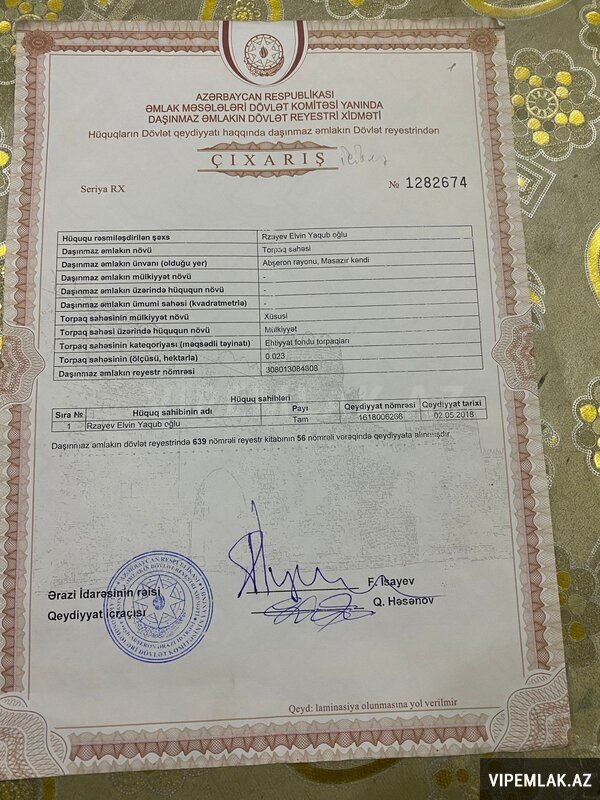 AZƏRBAYCAN RESPUBLİKASI
ƏMLAK MƏSƏLƏLƏRİ DÖVLƏT KOMİTƏSİ YANINDA
DAŞINMAZ ƏMLAKIN DÖVLƏT REYESTRİ XİDMƏTİ
Hüquqların Dövlət qeydiyyatı haqqında daşınmaz əmlakın Dövlət reyestrindən
ÇIXARIŞ
Seriya RX № 1282674
Hüququ rəsmiləşdirilən şəxs Rzayev Elvin Yaqub oğlu
Daşınmaz əmlakın növü Torpaq sahəsi
Daşınmaz əmlakın ünvanı (olduğu yer) Abşeron rayonu, Masazır kəndi
Daşınmaz əmlakın mülkiyyət növü -
Daşınmaz əmlakın üzərində hüququn növü -
Daşınmaz əmlakın ümumi sahəsi (kvadratmetrlə) -
Torpaq sahəsinin mülkiyyət növü Xüsusi
Torpaq sahəsi üzərində hüququn növü Mülkiyyət
Torpaq sahəsinin kateqoriyası (məqsədli təyinatı) Ehtiyat fondu torpaqları
Torpaq sahəsinin (ölçüsü, hektarla) 0.023
Daşınmaz əmlakın reyestr nömrəsi 308013084808
Hüquq sahibləri
Sıra № Hüquq sahibinin adı Payı Qeydiyyat nömrəsi Qeydiyyat tarixi
1 Rzayev Elvin Yaqub oğlu Tam 1618006266 02.05.2018
Daşınmaz əmlakın dövlət reyestrində 639 nömrəli reyestr kitabının 56 nömrəli vərəqində qeydiyyata alınmışdır.
Ərazi İdarəsinin rəisi F. İsayev
Qeydiyyat icraçısı Q. Həsənov
Qeyd: laminasiya olunmasına yol verilmir
VIPEMLAK.AZ